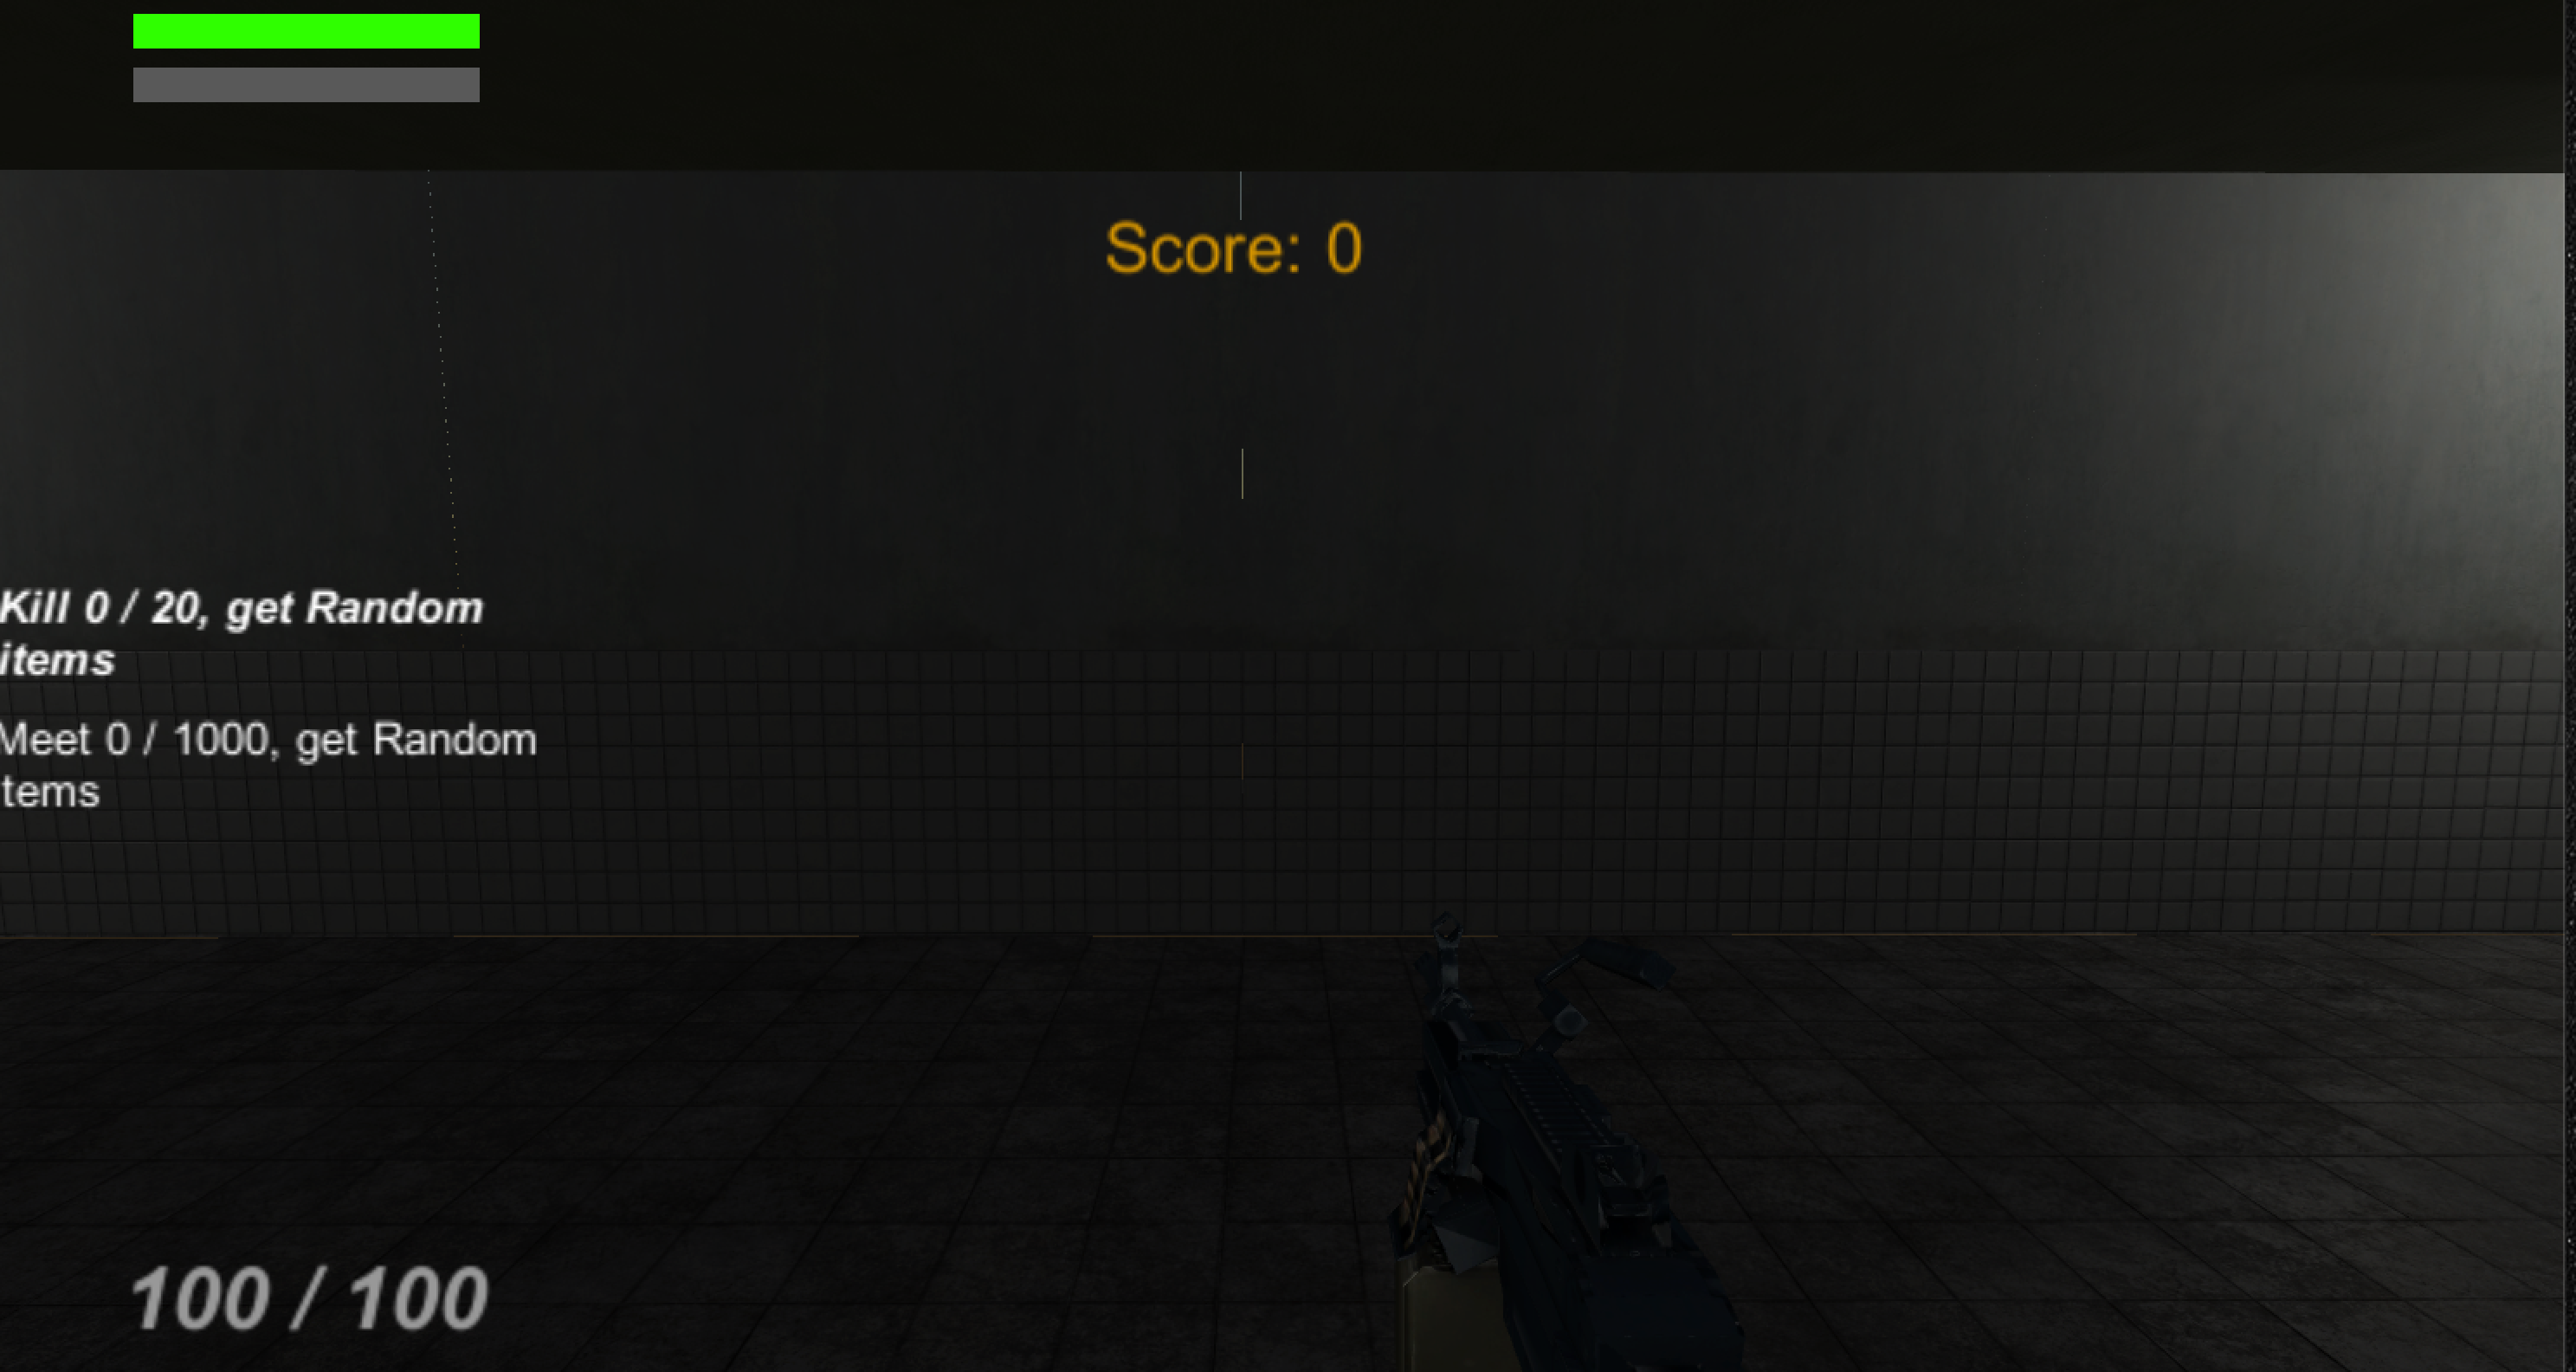 Score: 0
Kill 0 / 20, get Random
items
Meet 0 / 1000, get Random
tems
100 / 100